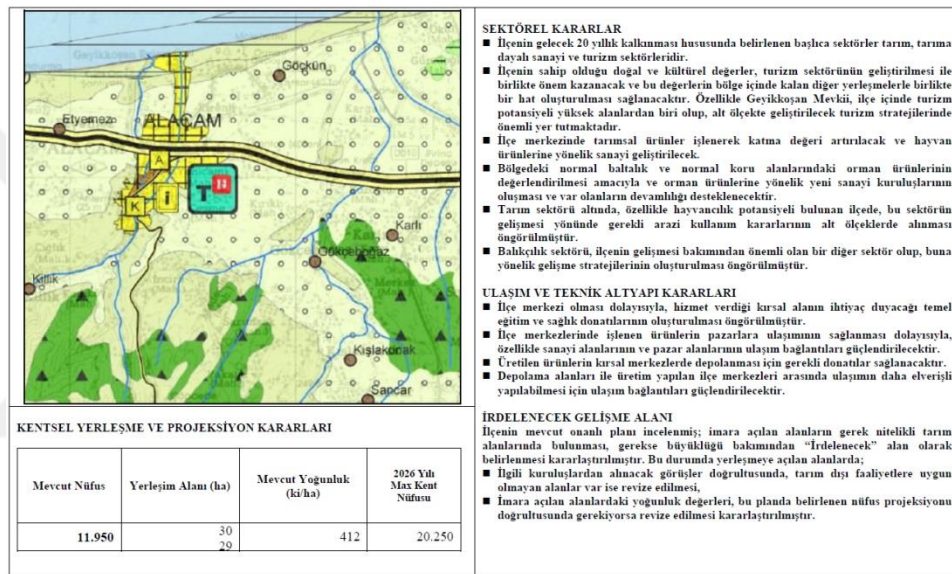 Göçkün
Etyemez
ALAÇAM
A
İ
T
K
Karlı
Gökçeboğaz
Killik
Kışlakonak
Sancar
KENTSEL YERLEŞME VE PROJEKSİYON KARARLARI
Mevcut Nüfus
Yerleşim Alanı (ha)
Mevcut Yoğunluk
(ki/ha)
2026 Yılı
Max Kent
Nüfusu
11.950
30
29
412
20.250
SEKTÖREL KARARLAR
■ İlçenin gelecek 20 yıllık kalkınması hususunda belirlenen başlıca sektörler tarım, tarıma
dayalı sanayi ve turizm sektörleridir.
■ İlçenin sahip olduğu doğal ve kültürel değerler, turizm sektörünün geliştirilmesi ile
birlikte önem kazanacak ve bu değerlerin bölge içinde kalan diğer yerleşmelerle birlikte
bir hat oluşturulması sağlanacaktır. Özellikle Geyikkoşan Mevkii, ilçe içinde turizm
potansiyeli yüksek alanlardan biri olup, alt ölçekte geliştirilecek turizm stratejilerinde
önemli yer tutmaktadır.
■ İlçe merkezinde tarımsal ürünler işlenerek katma değeri artırılacak ve hayvan
ürünlerine yönelik sanayi geliştirilecek.
■ Bölgedeki normal baltalık ve normal koru alanlarındaki orman ürünlerinin
değerlendirilmesi amacıyla ve orman ürünlerine yönelik yeni sanayi kuruluşlarının
oluşması ve var olanların devamlılığı desteklenecektir.
■ Tarım sektörü altında, özellikle hayvancılık potansiyeli bulunan ilçede, bu sektörün
gelişmesi yönünde gerekli arazi kullanım kararlarının alt ölçeklerde alınması
öngörülmüştür.
■ Balıkçılık sektörü, ilçenin gelişmesi bakımından önemli olan bir diğer sektör olup, buna
yönelik gelişme stratejilerinin oluşturulması öngörülmüştür.
ULAŞIM VE TEKNİK ALTYAPI KARARLARI
■ İlçe merkezi olması dolayısıyla, hizmet verdiği kırsal alanın ihtiyaç duyacağı temel
eğitim ve sağlık donatılarının oluşturulması öngörülmüştür.
■ İlçe merkezlerinde işlenen ürünlerin pazarlara ulaşımının sağlanması dolayısıyla,
özellikle sanayi alanlarının ve pazar alanlarının ulaşım bağlantıları güçlendirilecektir.
■ Üretilen ürünlerin kırsal merkezlerde depolanması için gerekli donatılar sağlanacaktır.
■ Depolama alanları ile üretim yapılan ilçe merkezleri arasında ulaşımın daha elverişli
yapılabilmesi için ulaşım bağlantıları güçlendirilecektir.
İRDELENECEK GELİŞME ALANI
İlçenin mevcut onanlı planı incelenmiş; imara açılan alanların gerek nitelikli tarım
alanlarında bulunması, gerekse büyüklüğü bakımından “İrdelenecek” alan olarak
belirlenmesi kararlaştırılmıştır. Bu durumda yerleşmeye açılan alanlarda;
■ İlgili kuruluşlardan alınacak görüşler doğrultusunda, tarım dışı faaliyetlere uygun
olmayan alanlar var ise revize edilmesi,
■ İmara açılan alanlardaki yoğunluk değerleri, bu planda belirlenen nüfus projeksiyonu
doğrultusunda gerekiyorsa revize edilmesi kararlaştırılmıştır.